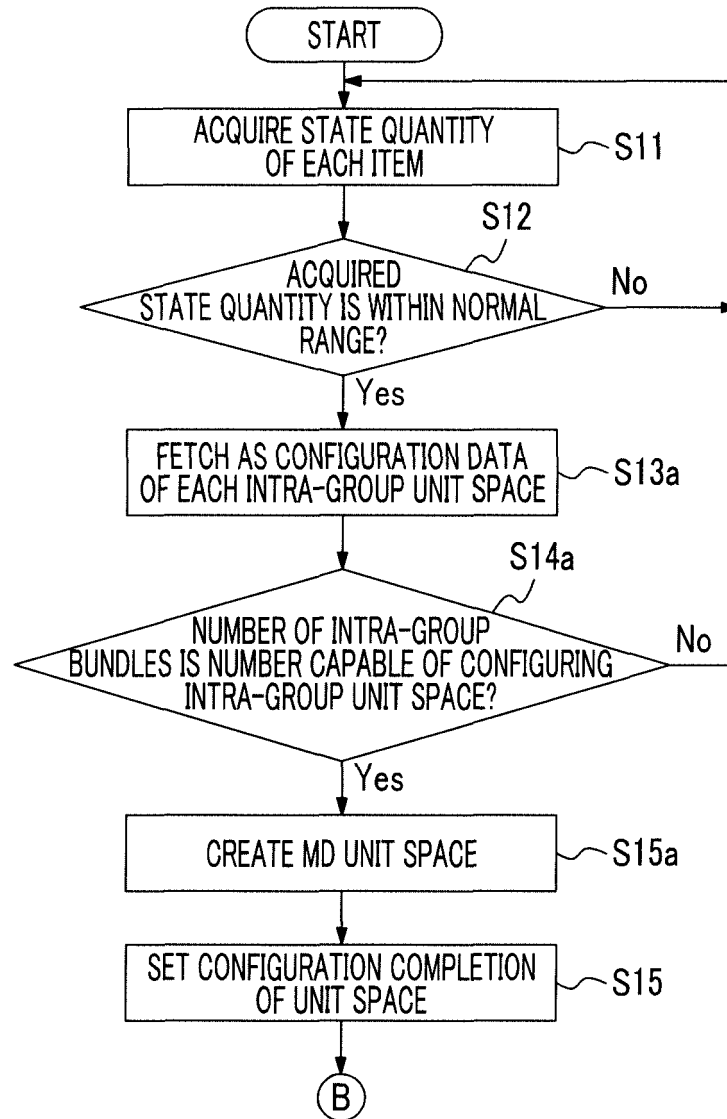 START
ACQUIRE STATE QUANTITY
OF EACH ITEM
S11
S12
ACQUIRED
STATE QUANTITY IS WITHIN NORMAL
RANGE?
No
Yes
FETCH AS CONFIGURATION DATA
OF EACH INTRA-GROUP UNIT SPACE
S13a
S14a
NUMBER OF INTRA-GROUP
BUNDLES IS NUMBER CAPABLE OF CONFIGURING
INTRA-GROUP UNIT SPACE?
No
Yes
CREATE MD UNIT SPACE
S15a
SET CONFIGURATION COMPLETION
OF UNIT SPACE
S15
B